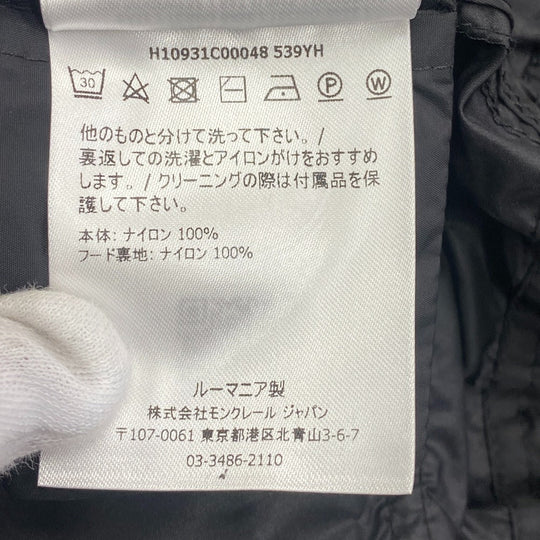 H10931C00048 539YH
30 W
他のものと分けて洗って下さい。/
裏返しての洗濯とアイロンがけをおすすめ
します。/ クリーニングの際は付属品を保
護して下さい。
本体: ナイロン 100%
フード裏地: ナイロン 100%
ルーマニア製
株式会社モンクレール ジャパン
〒107-0061 東京都港区北青山3-6-7
03-3486-2110